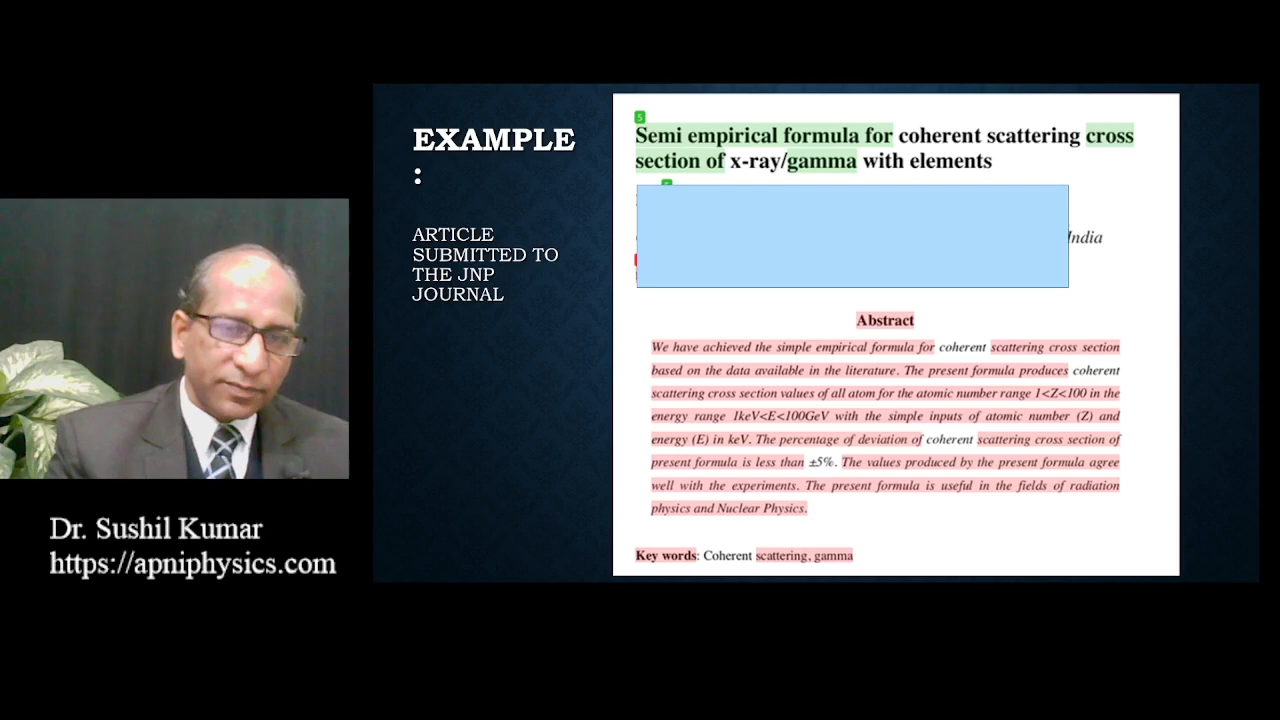 EXAMPLE
:
ARTICLE
SUBMITTED TO
THE JNP
JOURNAL
5
Semi empirical formula for coherent scattering cross
section of x-ray/gamma with elements
India
Abstract
We have achieved the simple empirical formula for coherent scattering cross section
based on the data available in the literature. The present formula produces coherent
scattering cross section values of all atom for the atomic number range 1<Z<100 in the
energy range 1keV<E<100GeV with the simple inputs of atomic number (Z) and
energy (E) in keV. The percentage of deviation of coherent scattering cross section of
present formula is less than ±5%. The values produced by the present formula agree
well with the experiments. The present formula is useful in the fields of radiation
physics and Nuclear Physics.
Key words: Coherent scattering, gamma
Dr. Sushil Kumar
https://apniphysics.com